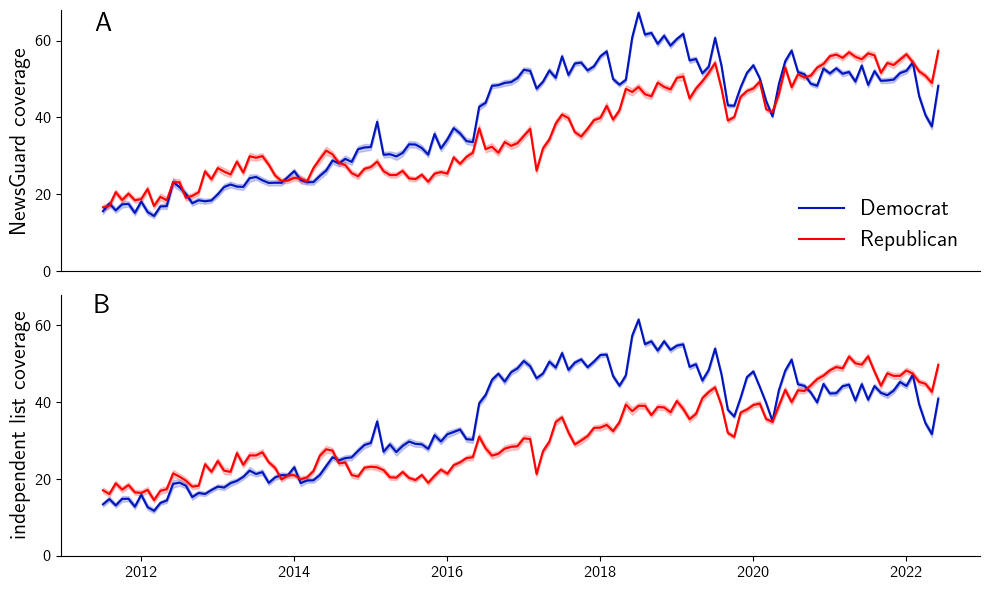 A
NewsGuard coverage
60
40
20
0
Democrat
Republican
B
independent list coverage
60
40
20
0
2012 2014 2016 2018 2020 2022